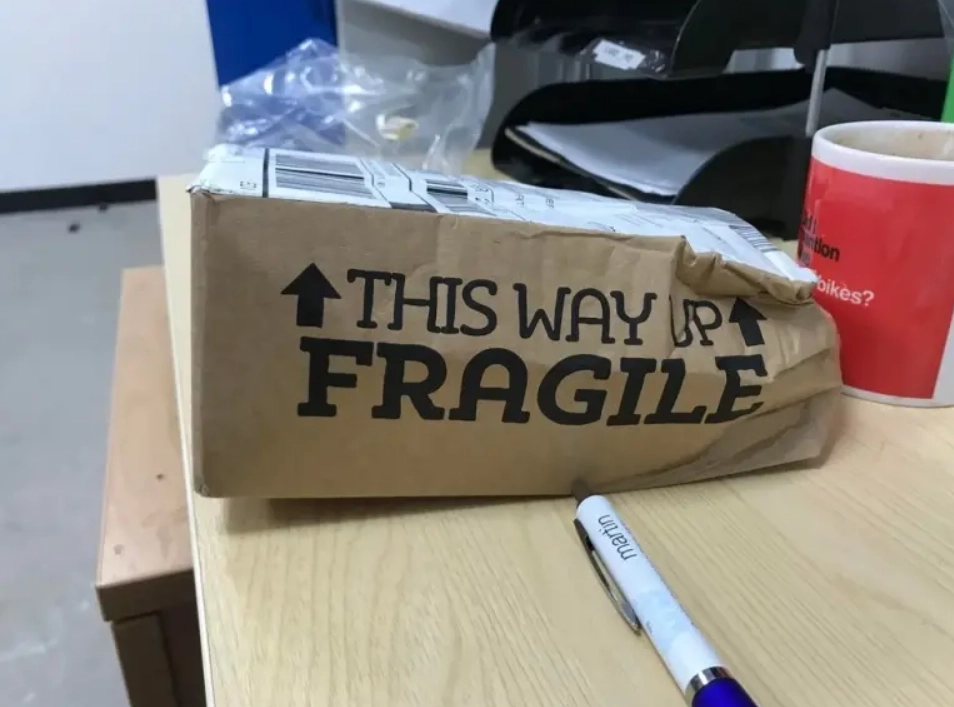 THIS WAY UP
FRAGILE
bikes?
martin